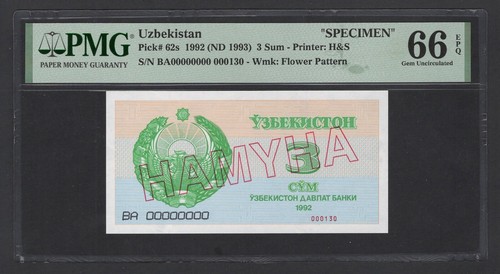 PMG
PAPER MONEY GUARANTY
Uzbekistan "SPECIMEN"
Pick# 62s 1992 (ND 1993) 3 Sum - Printer: H&S
S/N BA00000000 000130 - Wmk: Flower Pattern
66 EPQ
Gem Uncirculated
ЎЗБЕКИСТОН
3
НАМУНА
СЎМ
ЎЗБЕКИСТОН ДАВЛАТ БАНКИ
1992
BA 00000000
000130